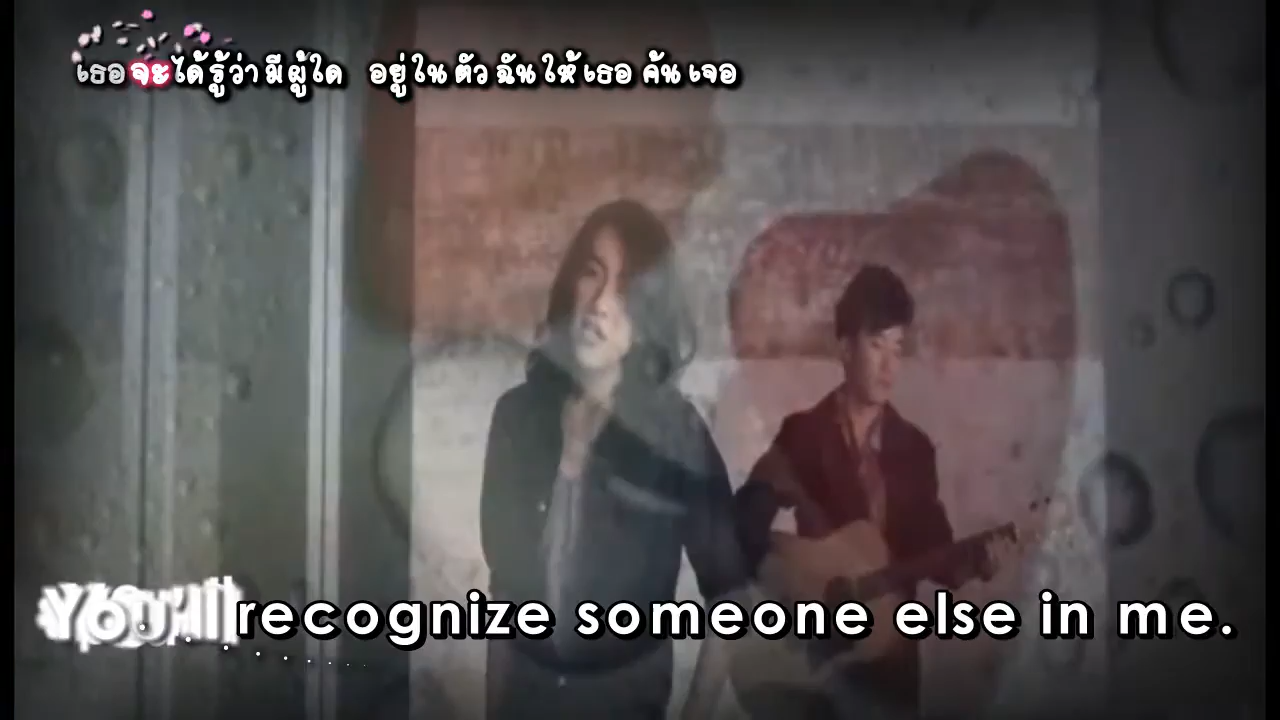 เธอ จะได้ รู้ว่า มี ผู้ใด อยู่ ใน ตัว ฉัน ให้ เธอ ค้น เจอ
You'll recognize someone else in me.